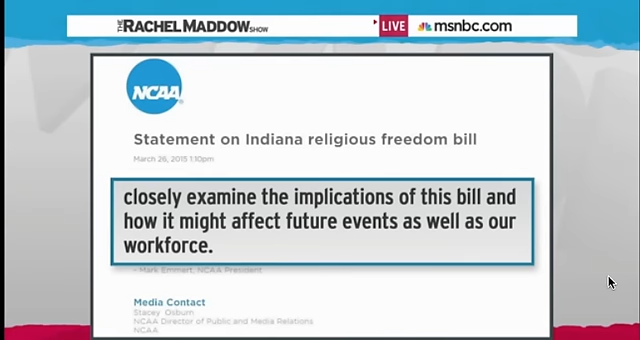 THE RACHEL MADDOW SHOW
LIVE msnbc.com
NCAA
Statement on Indiana religious freedom bill
March 26, 2015 1:10pm
closely examine the implications of this bill and
how it might affect future events as well as our
workforce.
- Mark Emmert, NCAA President
Media Contact
Stacey Osburn
NCAA Director of Public and Media Relations
NCAA